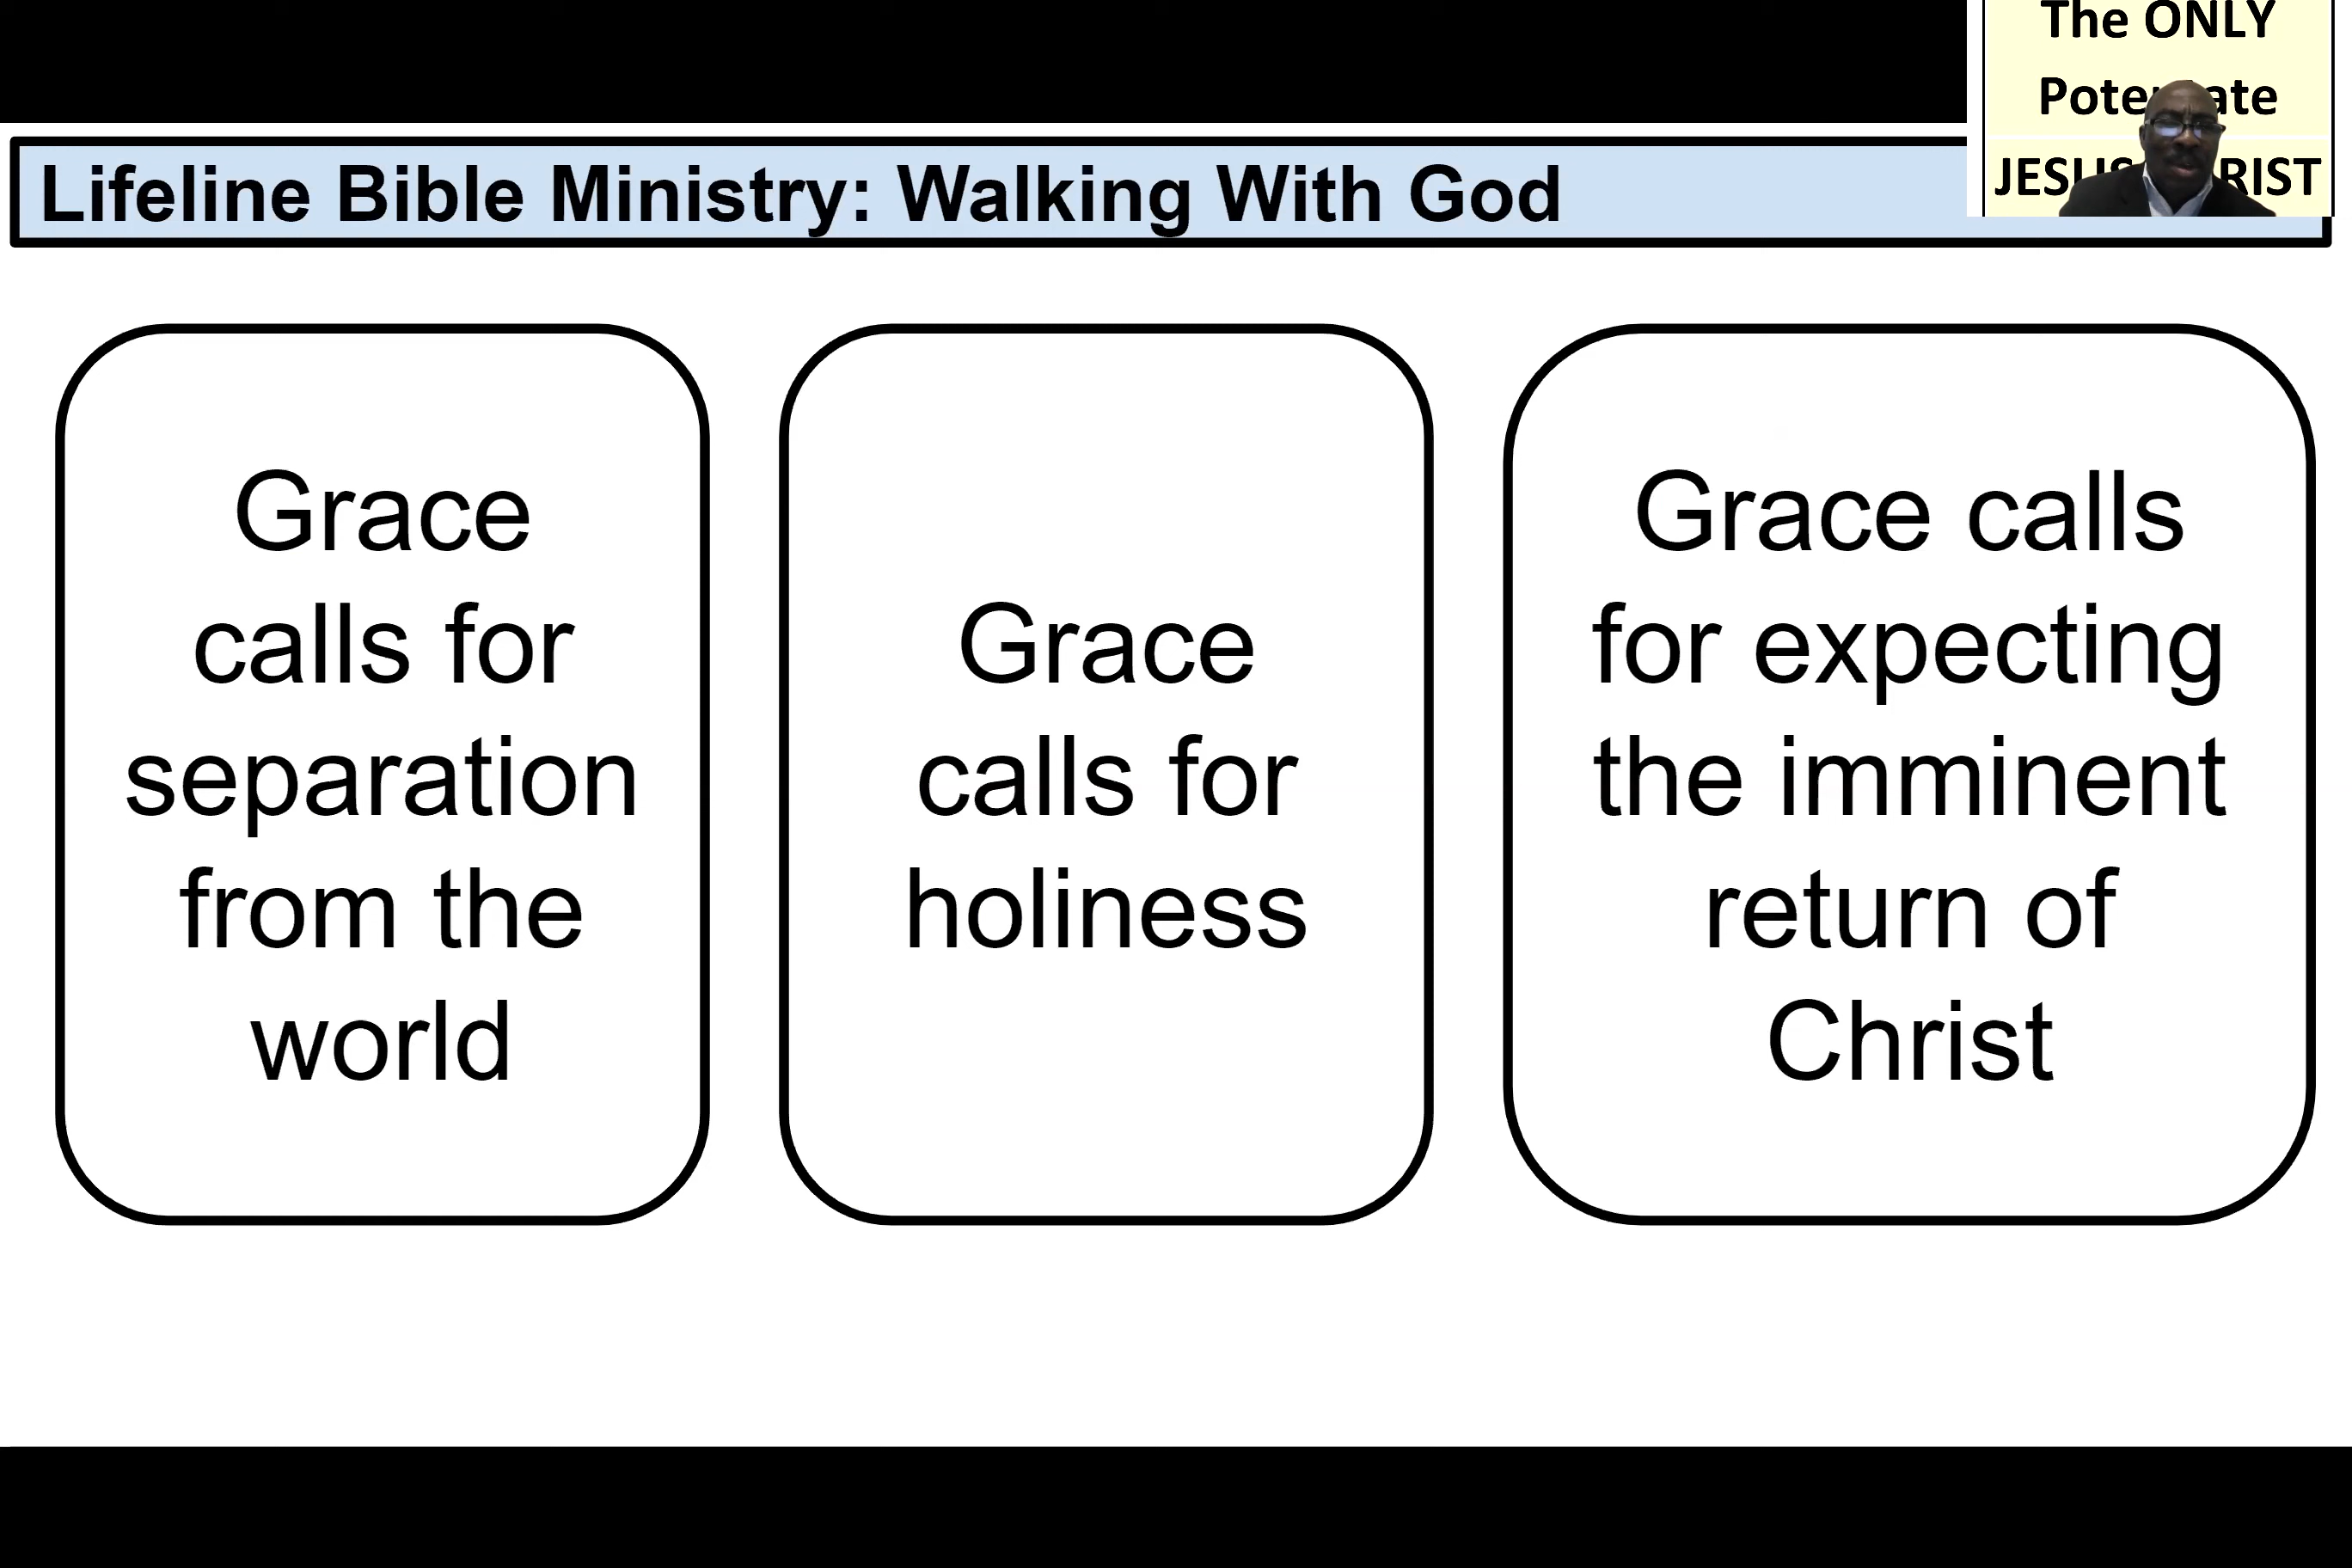 The ONLY
JESUS
Lifeline Bible Ministry: Walking With God
Grace
calls for
separation
from the
world
Grace
calls for
holiness
Grace calls
for expecting
the imminent
return of
Christ